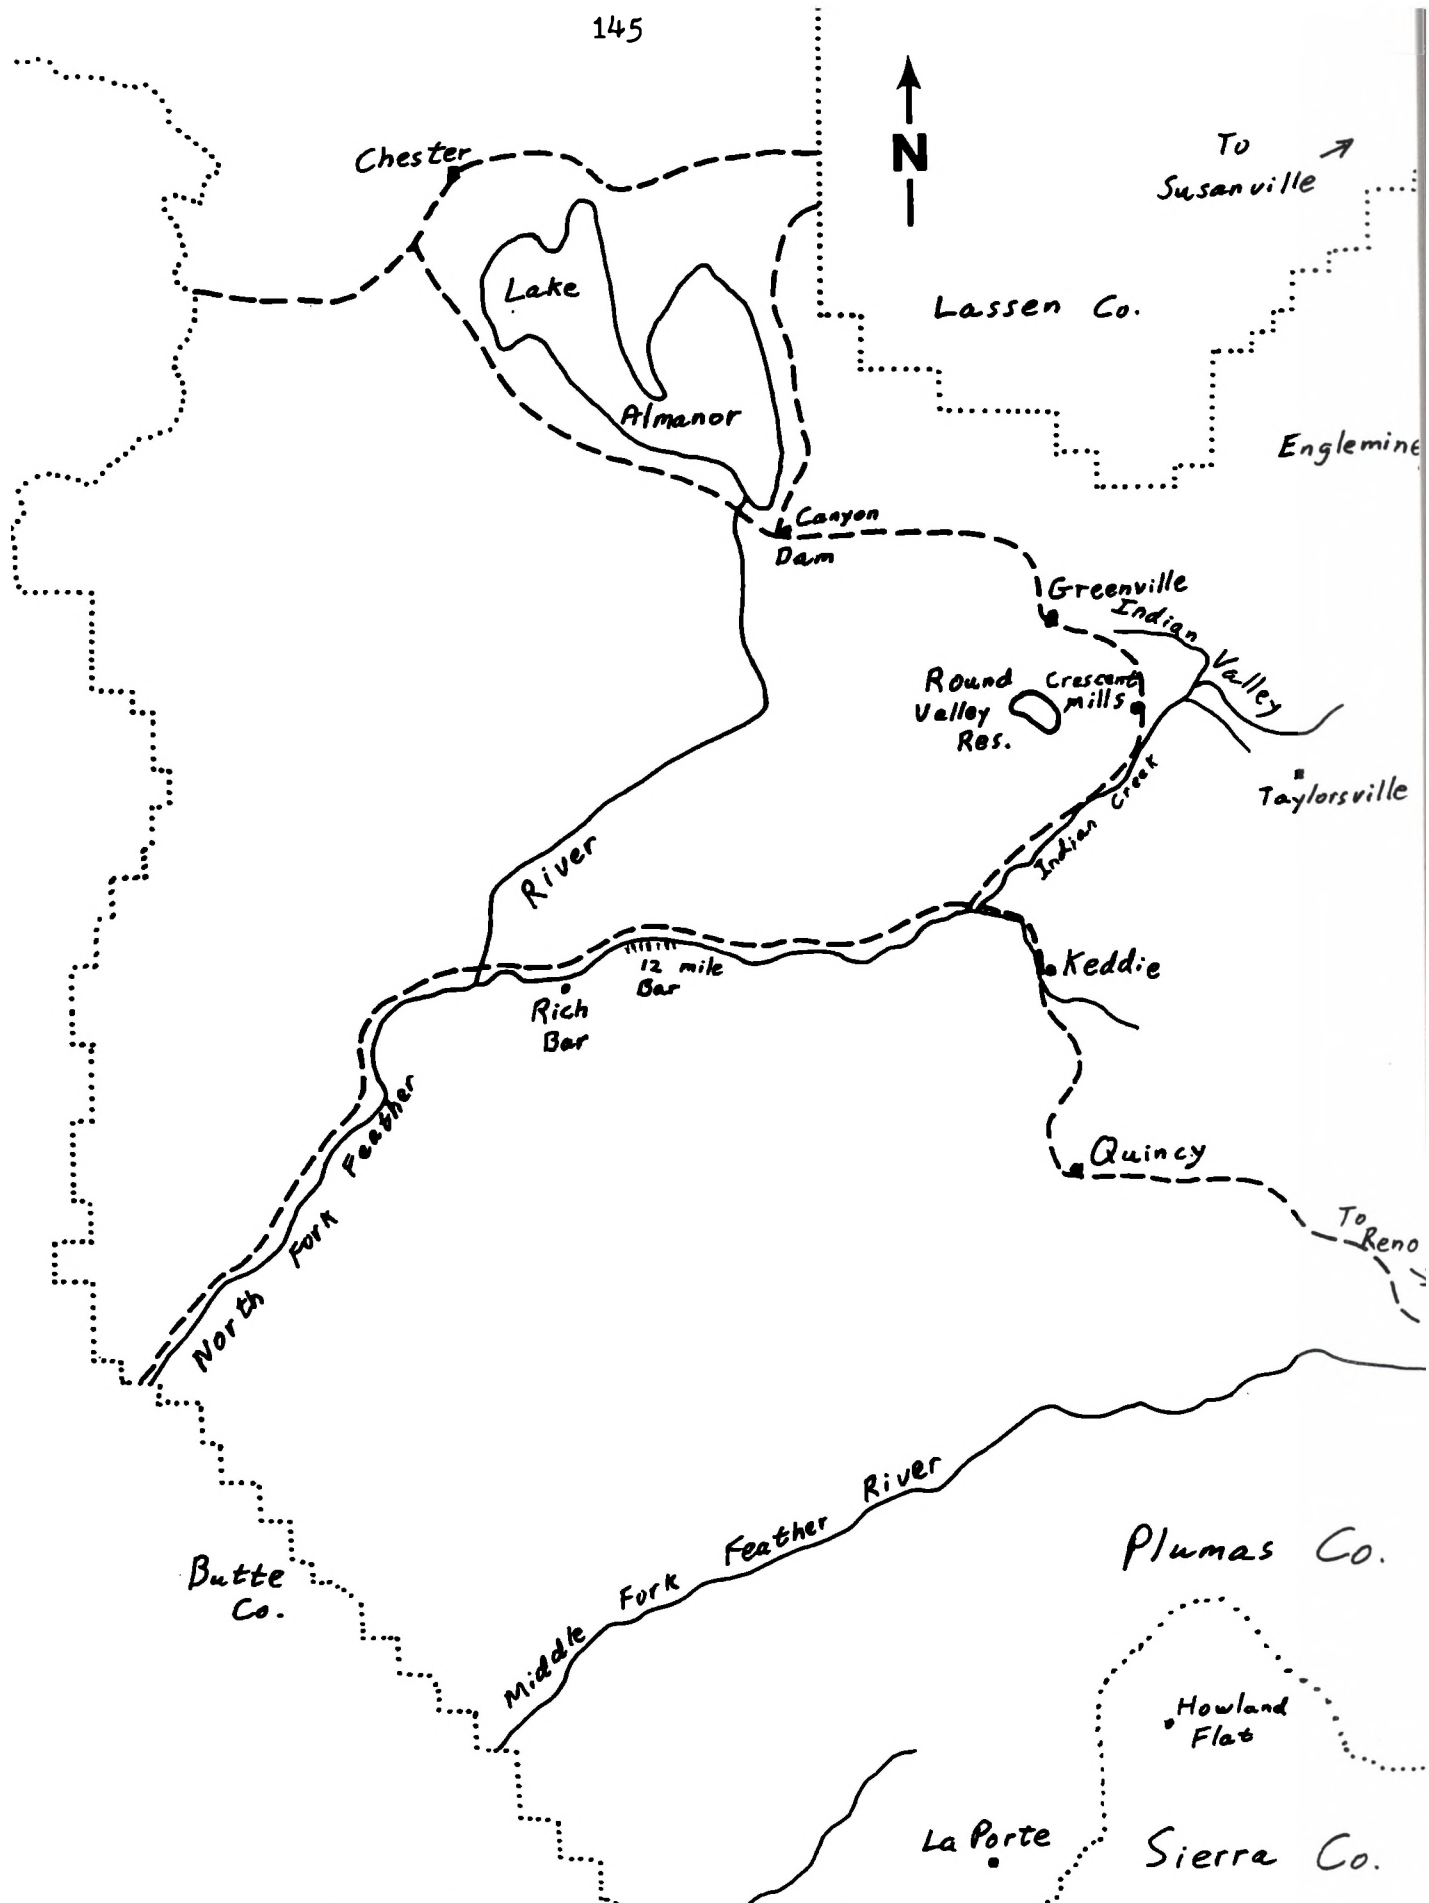 145
N
To
Susanville
Chester
Lake
Almanor
Lassen Co.
Englemine
Canyon
Dam
Greenville
Indian
Valley
Round
Valley
Res.
Crescent
Mills
Taylorsville
Indian Creek
River
12 mile
Bar
Rich
Bar
Keddie
North Fork Feather
Quincy
To
Reno
Middle Fork Feather River
Butte
Co.
Plumas Co.
Howland
Flat
La Porte
Sierra Co.